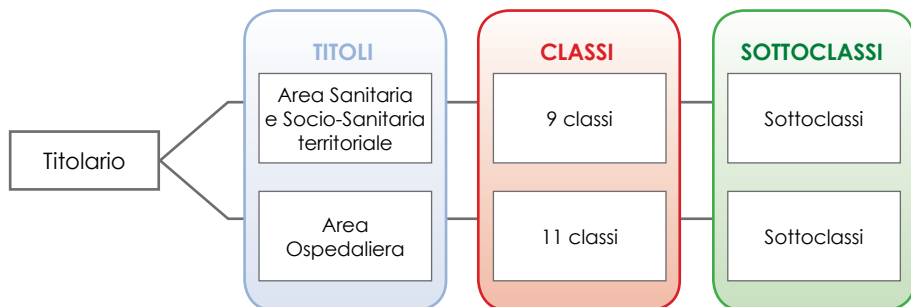 TITOLI
CLASSI
SOTTOCLASSI
Titolario
Area Sanitaria
e Socio-Sanitaria
territoriale
9 classi
Sottoclassi
Area
Ospedaliera
11 classi
Sottoclassi